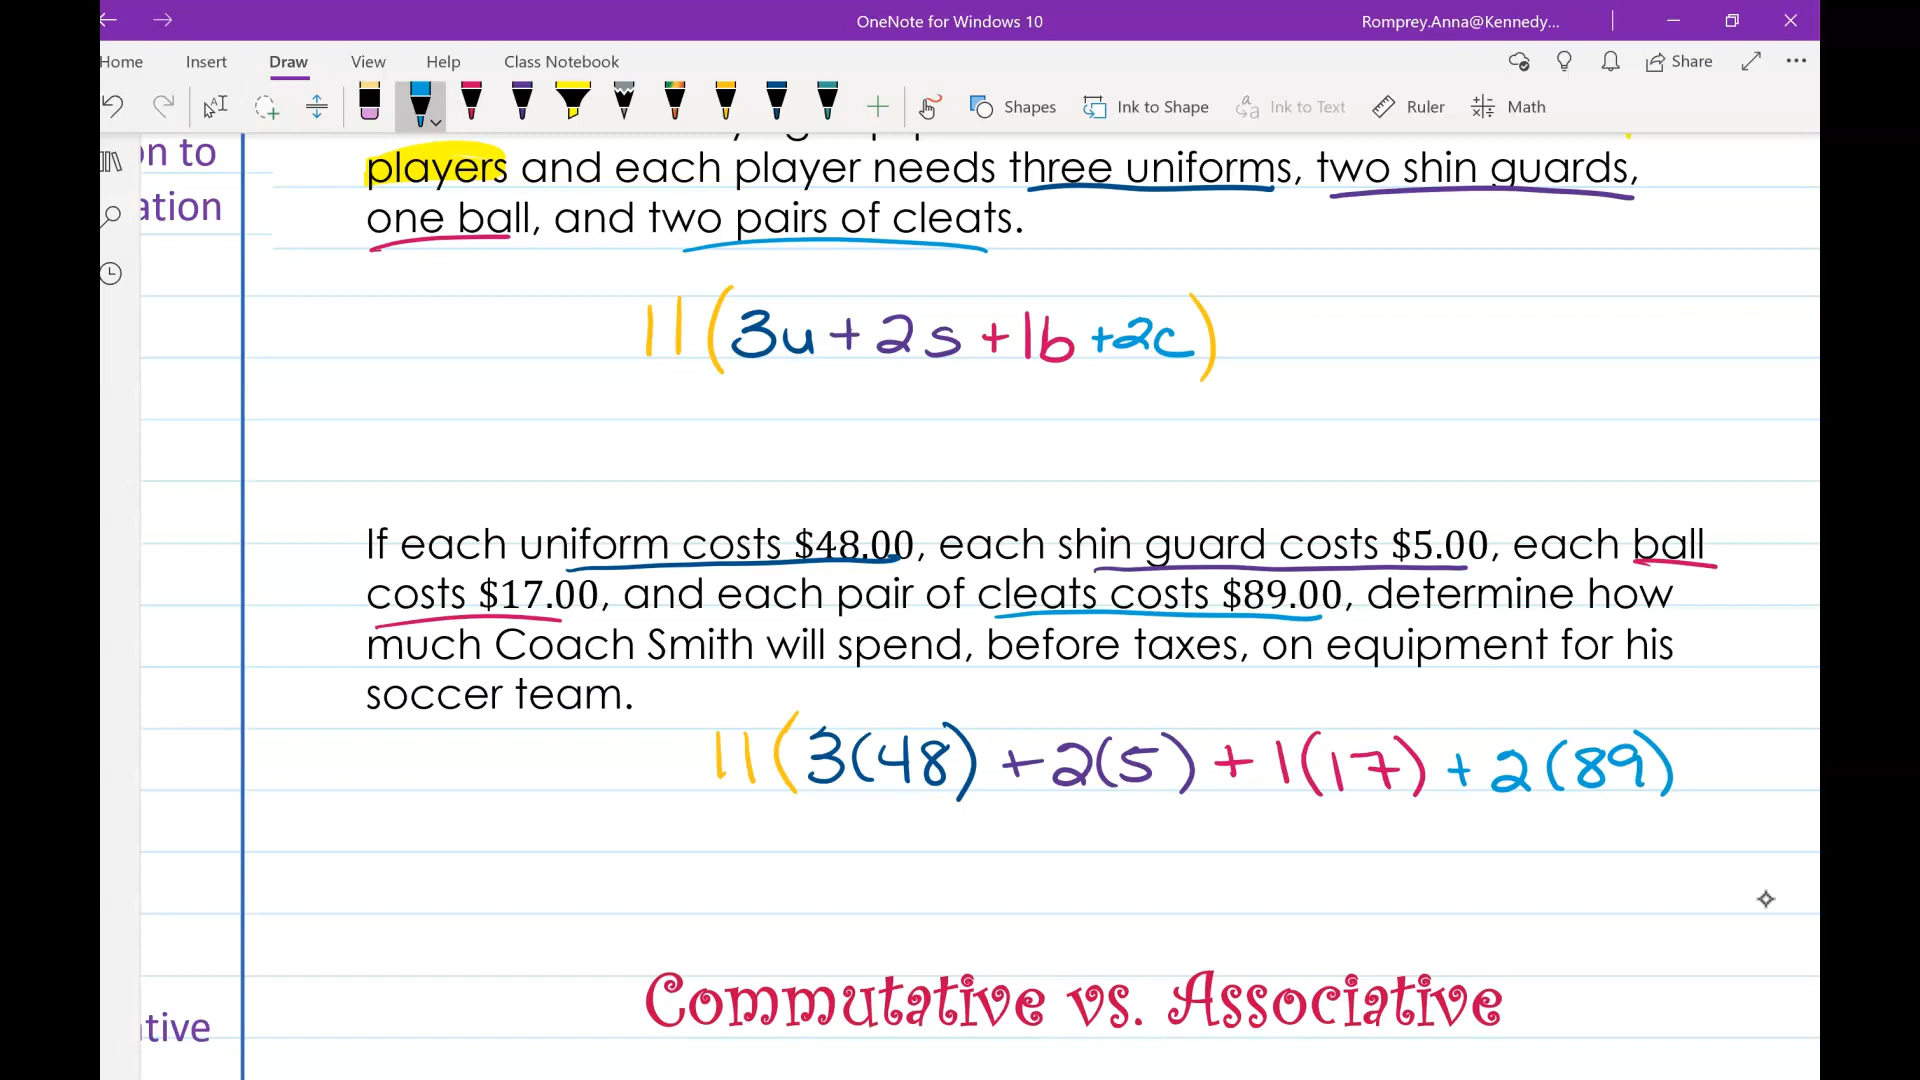 OneNote for Windows 10
Romprey.Anna@Kennedy...
Home Insert Draw View Help Class Notebook
Share
Shapes Ink to Shape Ink to Text Ruler Math
on to
ation
players and each player needs three uniforms, two shin guards,
one ball, and two pairs of cleats.
11(3u+2s+1b+2c)
If each uniform costs $48.00, each shin guard costs $5.00, each ball
costs $17.00, and each pair of cleats costs $89.00, determine how
much Coach Smith will spend, before taxes, on equipment for his
soccer team.
11(3(48)+2(5)+1(17)+2(89)
Commutative vs. Associative
tive